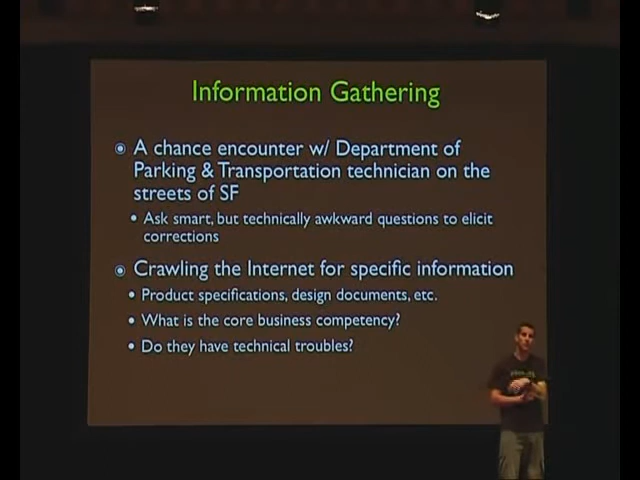 Information Gathering
A chance encounter w/ Department of
Parking & Transportation technician on the
streets of SF
• Ask smart, but technically awkward questions to elicit
corrections
Crawling the Internet for specific information
• Product specifications, design documents, etc.
• What is the core business competency?
• Do they have technical troubles?